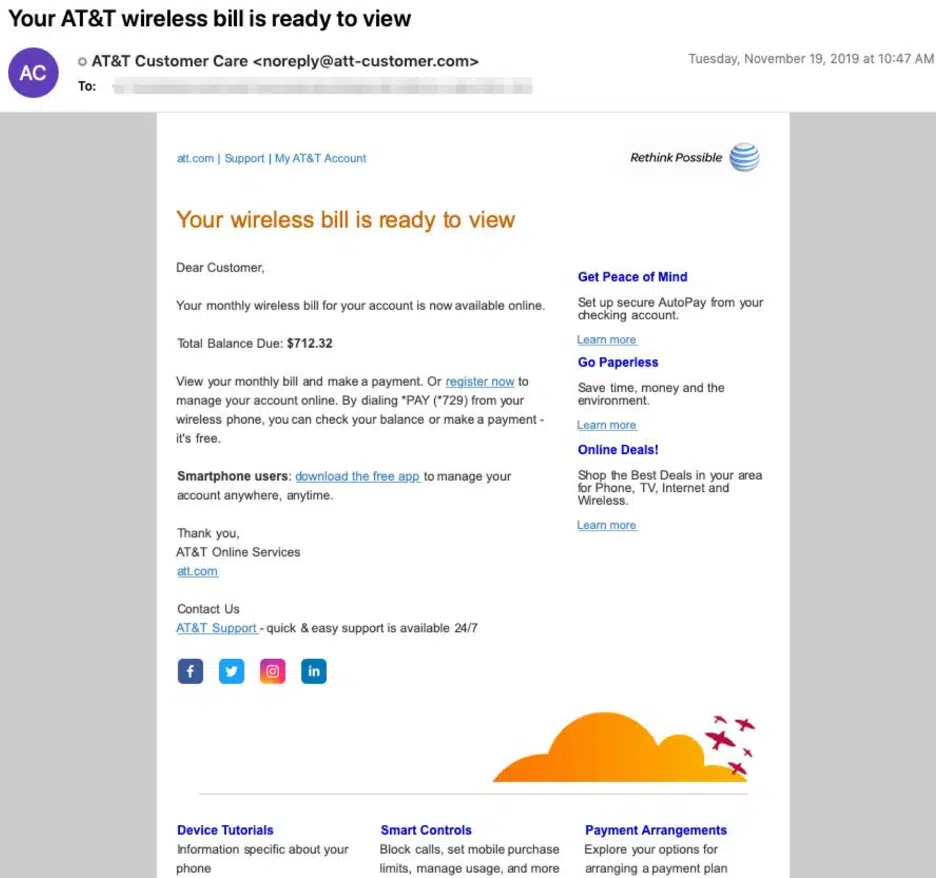 Your AT&T wireless bill is ready to view
AC
AT&T Customer Care <noreply@att-customer.com>
Tuesday, November 19, 2019 at 10:47 AM
To:
att.com | Support | My AT&T Account
Rethink Possible
Your wireless bill is ready to view
Dear Customer,
Your monthly wireless bill for your account is now available online.
Total Balance Due: $712.32
View your monthly bill and make a payment. Or register now to
manage your account online. By dialing *PAY (*729) from your
wireless phone, you can check your balance or make a payment -
it's free.
Smartphone users: download the free app to manage your
account anywhere, anytime.
Thank you,
AT&T Online Services
att.com
Contact Us
AT&T Support - quick & easy support is available 24/7
f
in
Get Peace of Mind
Set up secure AutoPay from your
checking account.
Learn more
Go Paperless
Save time, money and the
environment.
Learn more
Online Deals!
Shop the Best Deals in your area
for Phone, TV, Internet and
Wireless.
Learn more
Device Tutorials
Information specific about your
phone
Smart Controls
Block calls, set mobile purchase
limits, manage usage, and more
Payment Arrangements
Explore your options for
arranging a payment plan